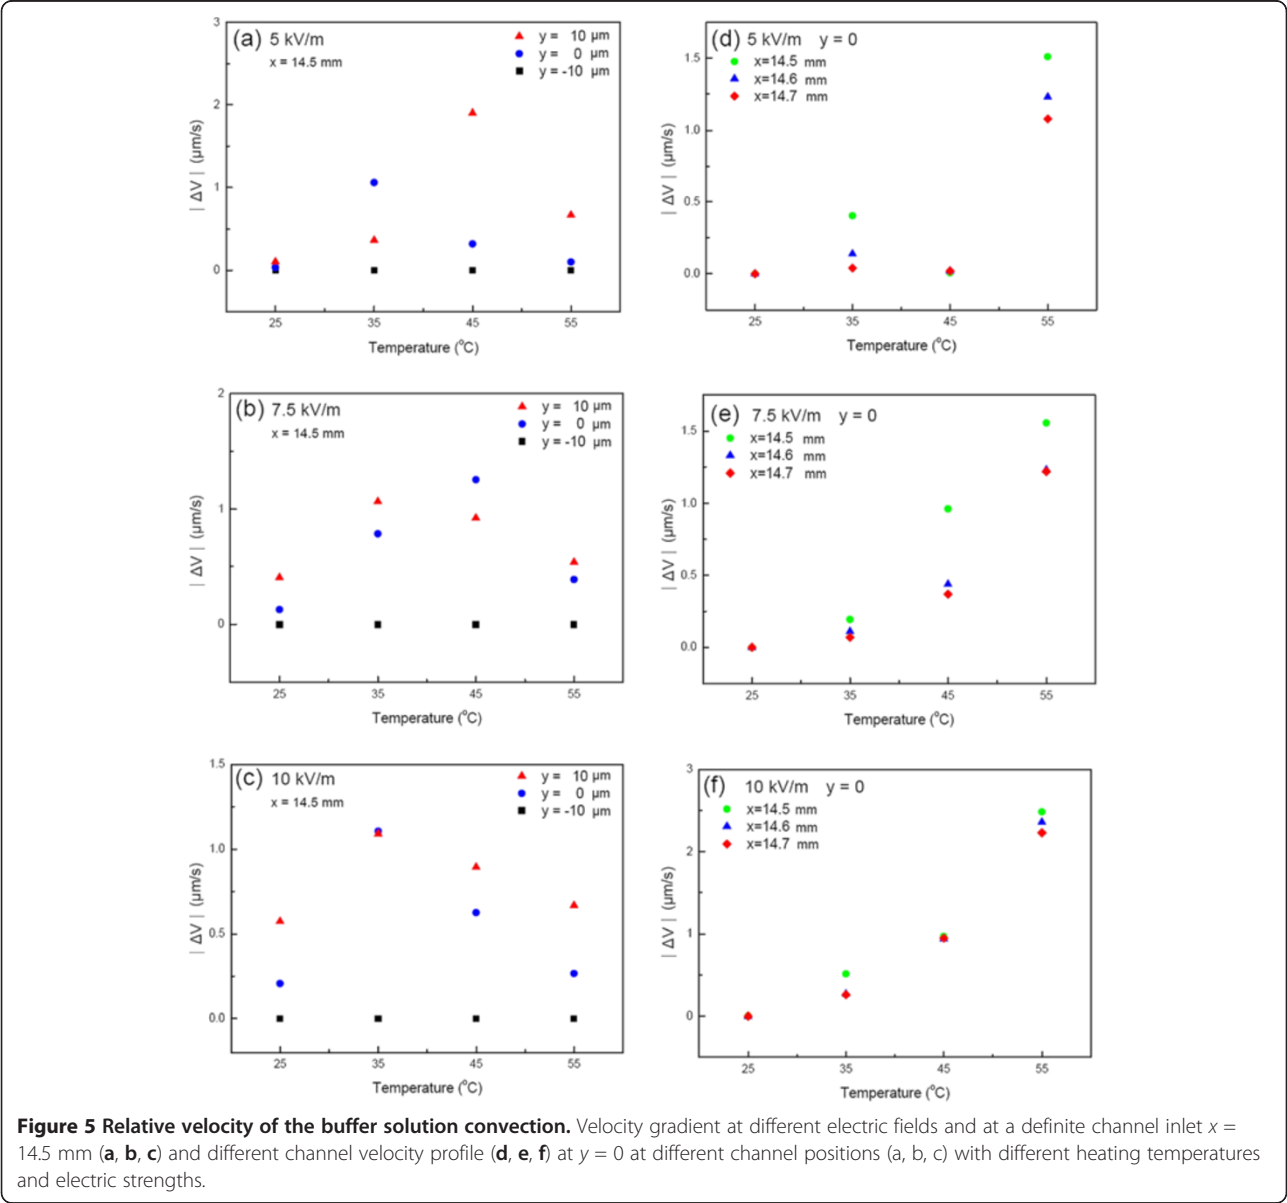 (a) 5 kV/m
x = 14.5 mm
y = 10 µm
y = 0 µm
y = -10 µm
3
2
1
0
| ΔV | (µm/s)
25 35 45 55
Temperature (°C)
(d) 5 kV/m y = 0
x=14.5 mm
x=14.6 mm
x=14.7 mm
1.5
1.0
0.5
0.0
| ΔV | (µm/s)
25 35 45 55
Temperature (°C)
(b) 7.5 kV/m
x = 14.5 mm
y = 10 µm
y = 0 µm
y = -10 µm
2
1
0
| ΔV | (µm/s)
25 35 45 55
Temperature (°C)
(e) 7.5 kV/m y = 0
x=14.5 mm
x=14.6 mm
x=14.7 mm
1.5
1.0
0.5
0.0
| ΔV | (µm/s)
25 35 45 55
Temperature (°C)
(c) 10 kV/m
x = 14.5 mm
y = 10 µm
y = 0 µm
y = -10 µm
1.5
1.0
0.5
0.0
| ΔV | (µm/s)
25 35 45 55
Temperature (°C)
(f) 10 kV/m y = 0
x=14.5 mm
x=14.6 mm
x=14.7 mm
3
2
1
0
| ΔV | (µm/s)
25 35 45 55
Temperature (°C)
Figure 5 Relative velocity of the buffer solution convection. Velocity gradient at different electric fields and at a definite channel inlet x =
14.5 mm (a, b, c) and different channel velocity profile (d, e, f) at y = 0 at different channel positions (a, b, c) with different heating temperatures
and electric strengths.